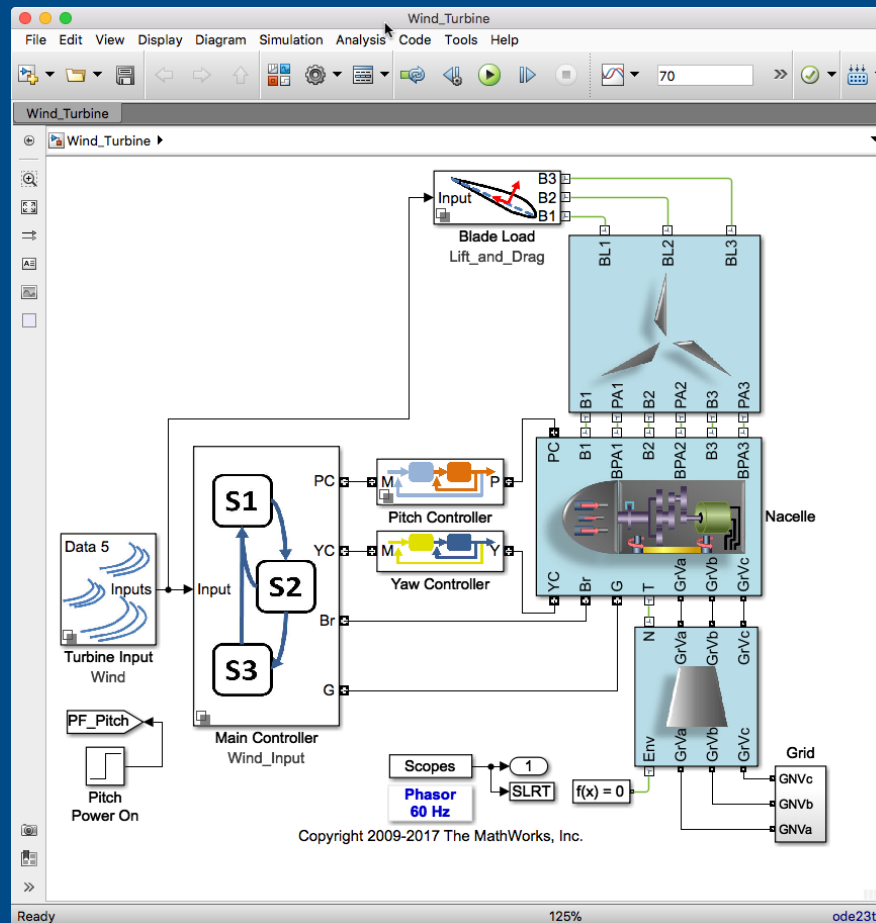 Wind_Turbine
File Edit View Display Diagram Simulation Analysis Code Tools Help
70
Wind_Turbine
Wind_Turbine
Input
B3
B2
B1
Blade Load
Lift_and_Drag
BL1 BL2 BL3
B1 PA1 B2 PA2 B3 PA3
PC B1 BPA1 B2 BPA2 B3 BPA3
Nacelle
YC Br G T GrVa GrVb GrVc
M P
Pitch Controller
M Y
Yaw Controller
Data 5
Inputs
Turbine Input
Wind
Input
S1
S2
S3
PC
YC
Br
G
Main Controller
Wind_Input
PF_Pitch
Pitch
Power On
N GrVa GrVb GrVc
Env GrVa GrVb GrVc
Scopes
1
SLRT
Phasor
60 Hz
f(x) = 0
Grid
GNVc
GNVb
GNVa
Copyright 2009-2017 The MathWorks, Inc.
Ready 125% ode23t